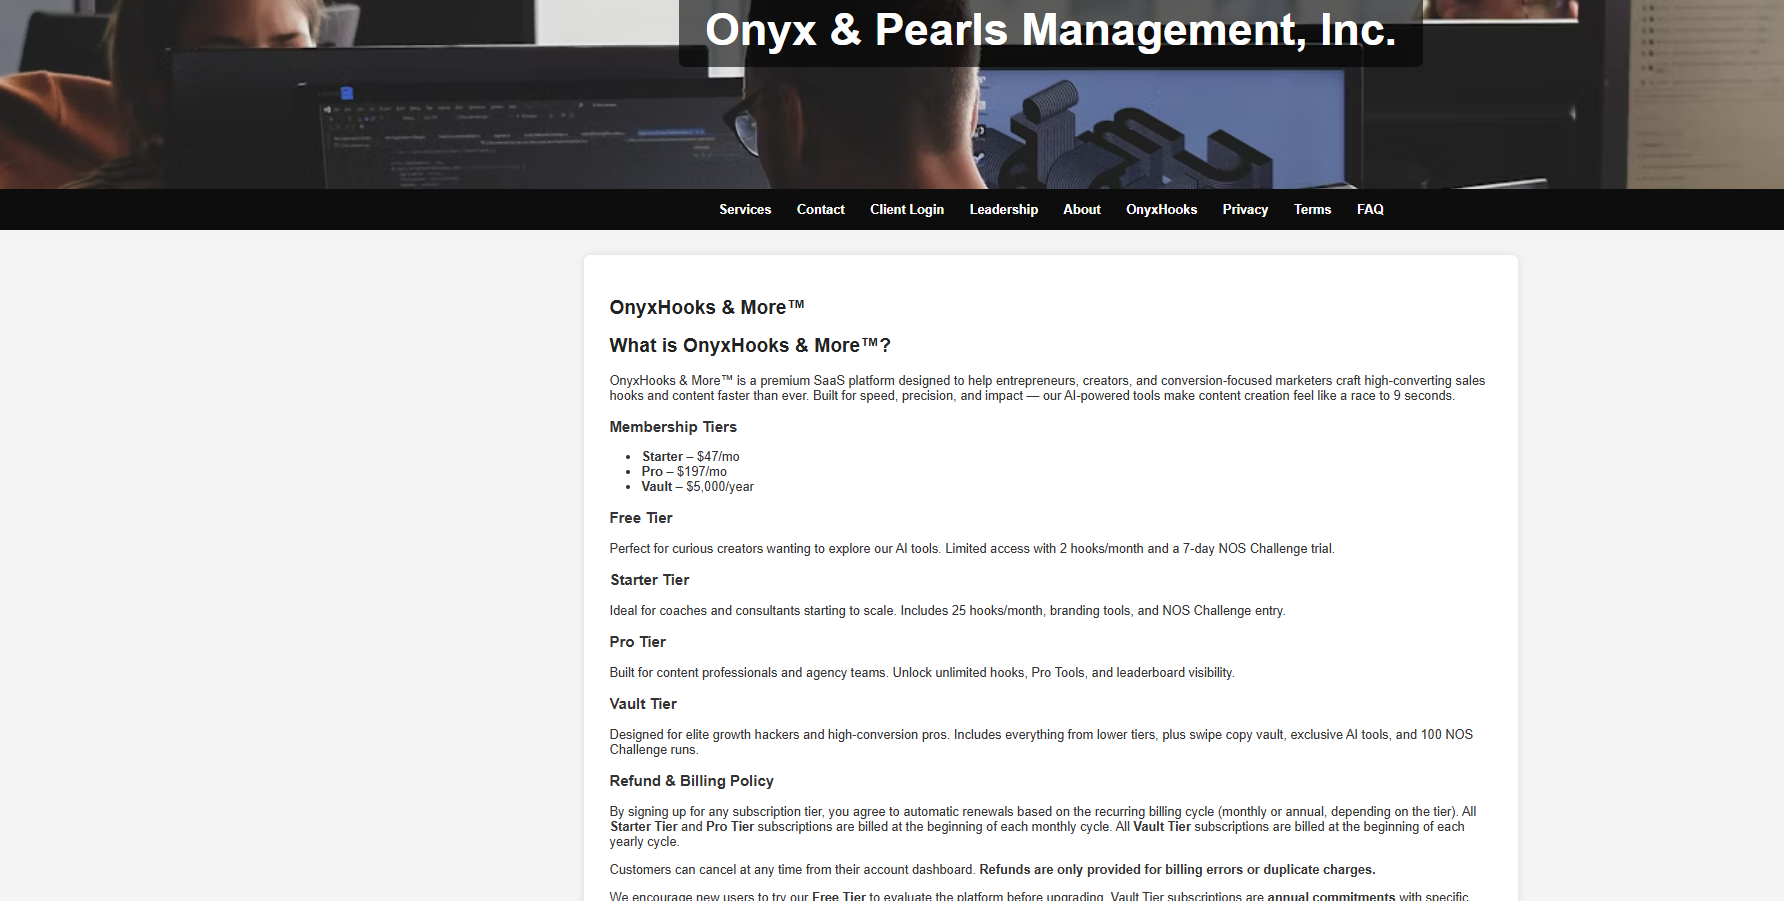 Onyx & Pearls Management, Inc.
Services Contact Client Login Leadership About OnyxHooks Privacy Terms FAQ
OnyxHooks & More™
What is OnyxHooks & More™?
OnyxHooks & More™ is a premium SaaS platform designed to help entrepreneurs, creators, and conversion-focused marketers craft high-converting sales
hooks and content faster than ever. Built for speed, precision, and impact — our AI-powered tools make content creation feel like a race to 9 seconds.
Membership Tiers
• Starter – $47/mo
• Pro – $197/mo
• Vault – $5,000/year
Free Tier
Perfect for curious creators wanting to explore our AI tools. Limited access with 2 hooks/month and a 7-day NOS Challenge trial.
Starter Tier
Ideal for coaches and consultants starting to scale. Includes 25 hooks/month, branding tools, and NOS Challenge entry.
Pro Tier
Built for content professionals and agency teams. Unlock unlimited hooks, Pro Tools, and leaderboard visibility.
Vault Tier
Designed for elite growth hackers and high-conversion pros. Includes everything from lower tiers, plus swipe copy vault, exclusive AI tools, and 100 NOS
Challenge runs.
Refund & Billing Policy
By signing up for any subscription tier, you agree to automatic renewals based on the recurring billing cycle (monthly or annual, depending on the tier). All
Starter Tier and Pro Tier subscriptions are billed at the beginning of each monthly cycle. All Vault Tier subscriptions are billed at the beginning of each
yearly cycle.
Customers can cancel at any time from their account dashboard. Refunds are only provided for billing errors or duplicate charges.
We encourage new users to try our Free Tier to evaluate the platform before upgrading. Vault Tier subscriptions are annual commitments with specific